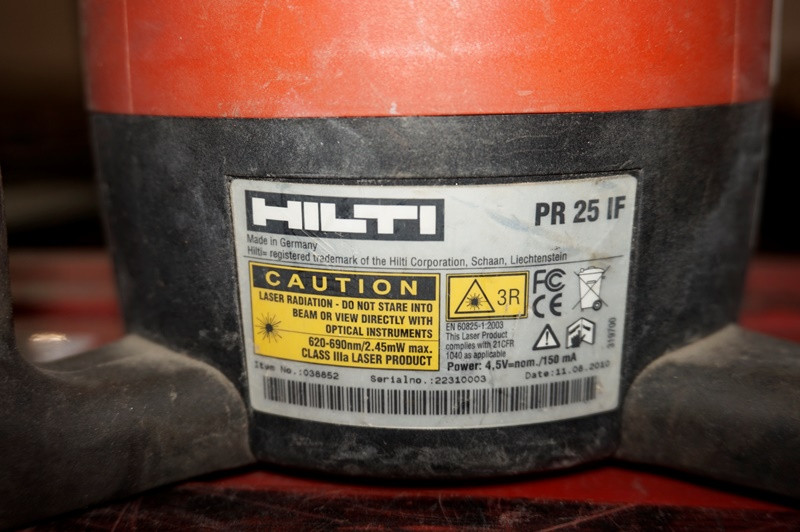 HILTI
PR 25 IF
Made in Germany
Hilti= registered trademark of the Hilti Corporation, Schaan, Liechtenstein
CAUTION
LASER RADIATION - DO NOT STARE INTO
BEAM OR VIEW DIRECTLY WITH
OPTICAL INSTRUMENTS
620-690nm/2.45mW max.
CLASS IIIa LASER PRODUCT
3R
FC
CE
EN 60825-1:2003
This Laser Product
complies with 21CFR
1040 as applicable
319700
Power: 4,5V=nom./150 mA
Item No.:038852 Serialno.:22310003 Date:11.08.2010